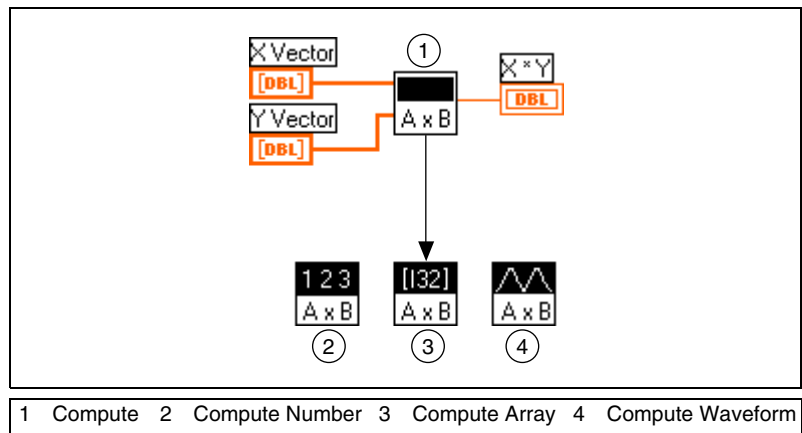 X Vector
[DBL]
Y Vector
[DBL]
1
A x B
X * Y
DBL
1 2 3
A x B
2
[I32]
A x B
3
A x B
4
1 Compute 2 Compute Number 3 Compute Array 4 Compute Waveform